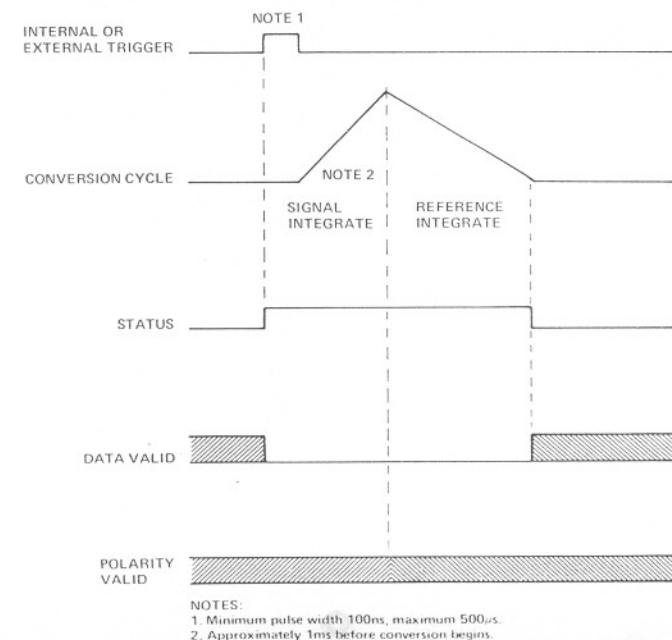 NOTE 1
INTERNAL OR
EXTERNAL TRIGGER
CONVERSION CYCLE
NOTE 2
SIGNAL
INTEGRATE
REFERENCE
INTEGRATE
STATUS
DATA VALID
POLARITY
VALID
NOTES:
1. Minimum pulse width 100ns, maximum 500μs.
2. Approximately 1ms before conversion begins.